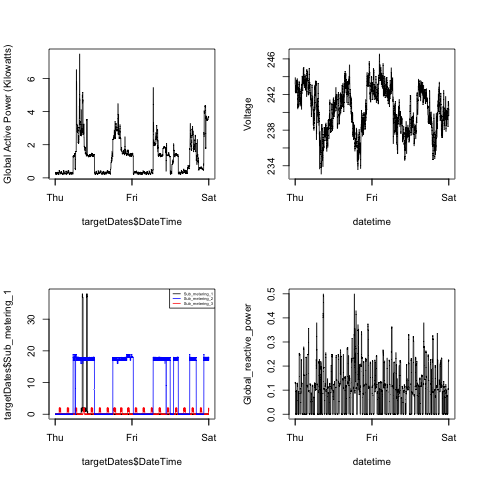 Global Active Power (Kilowatts)
6
4
2
0
Thu
Fri
Sat
targetDates$DateTime
Voltage
246
242
238
234
Thu
Fri
Sat
datetime
targetDates$Sub_metering_1
30
20
10
0
Sub_metering_1
Sub_metering_2
Sub_metering_3
Thu
Fri
Sat
targetDates$DateTime
Global_reactive_power
0.5
0.4
0.3
0.2
0.1
0.0
Thu
Fri
Sat
datetime